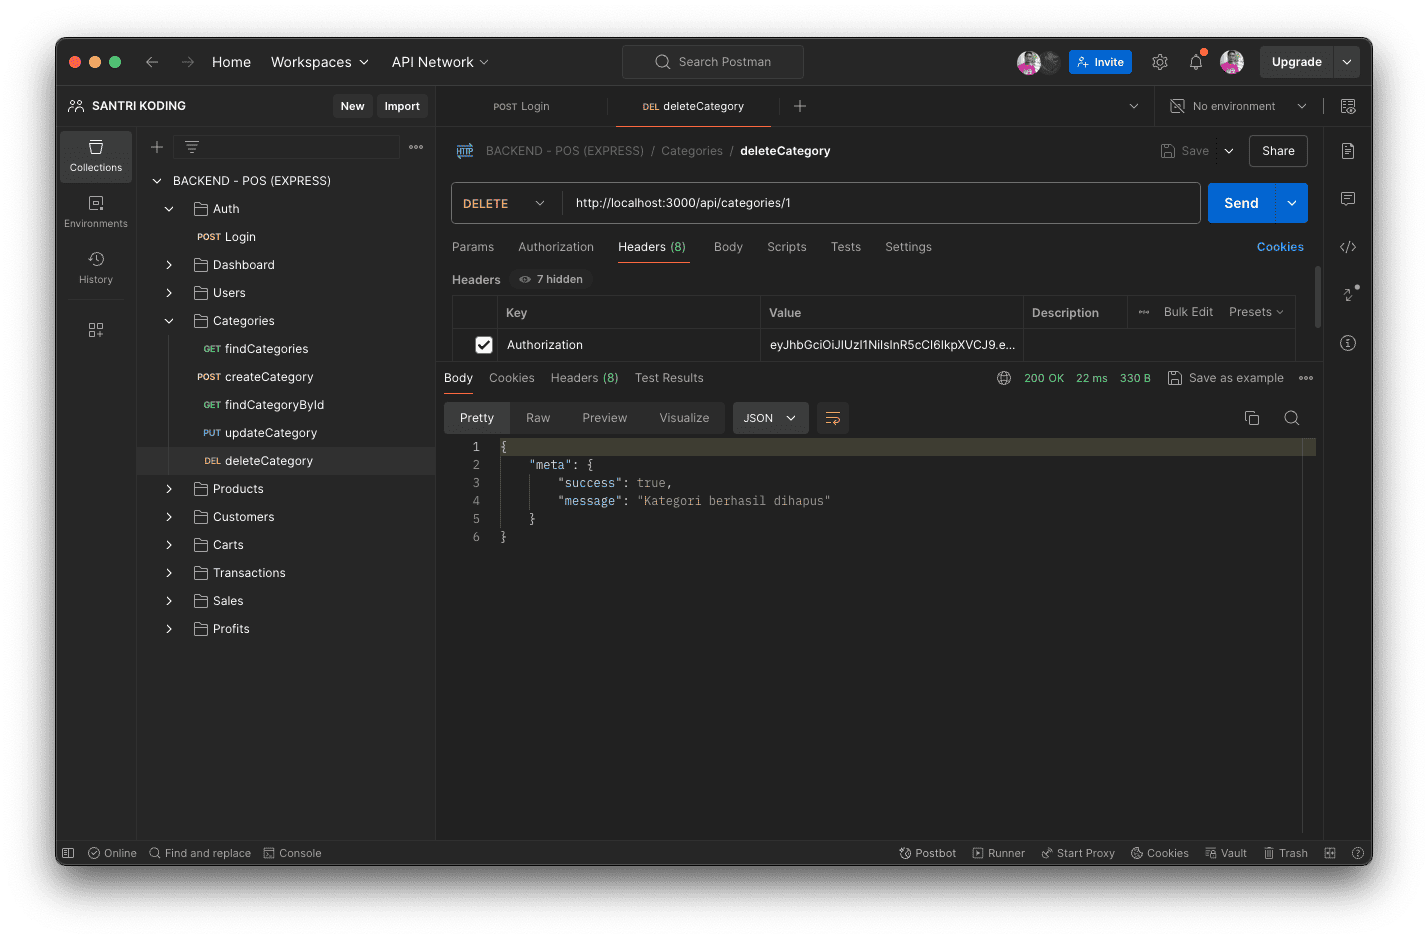 Home Workspaces API Network Search Postman Invite Upgrade
SANTRI KODING New Import POST Login DEL deleteCategory No environment
Collections
Environments
History
BACKEND - POS (EXPRESS)
Auth
POST Login
Dashboard
Users
Categories
GET findCategories
POST createCategory
GET findCategoryById
PUT updateCategory
DEL deleteCategory
Products
Customers
Carts
Transactions
Sales
Profits
HTTP BACKEND - POS (EXPRESS) / Categories / deleteCategory Save Share
DELETE http://localhost:3000/api/categories/1 Send
Params Authorization Headers (8) Body Scripts Tests Settings Cookies
Headers 7 hidden
Key Value Description Bulk Edit Presets
Authorization eyJhbGciOiJIUzI1NiIsInR5cCI6IkpXVCJ9.e...
Body Cookies Headers (8) Test Results 200 OK 22 ms 330 B Save as example
Pretty Raw Preview Visualize JSON
1 {
2 "meta": {
3 "success": true,
4 "message": "Kategori berhasil dihapus"
5 }
6 }
Online Find and replace Console Postbot Runner Start Proxy Cookies Vault Trash